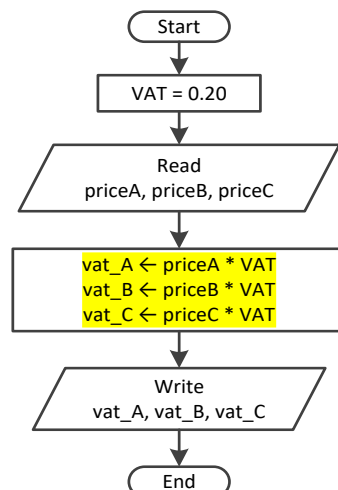 Start
VAT = 0.20
Read
priceA, priceB, priceC
vat_A ← priceA * VAT
vat_B ← priceB * VAT
vat_C ← priceC * VAT
Write
vat_A, vat_B, vat_C
End